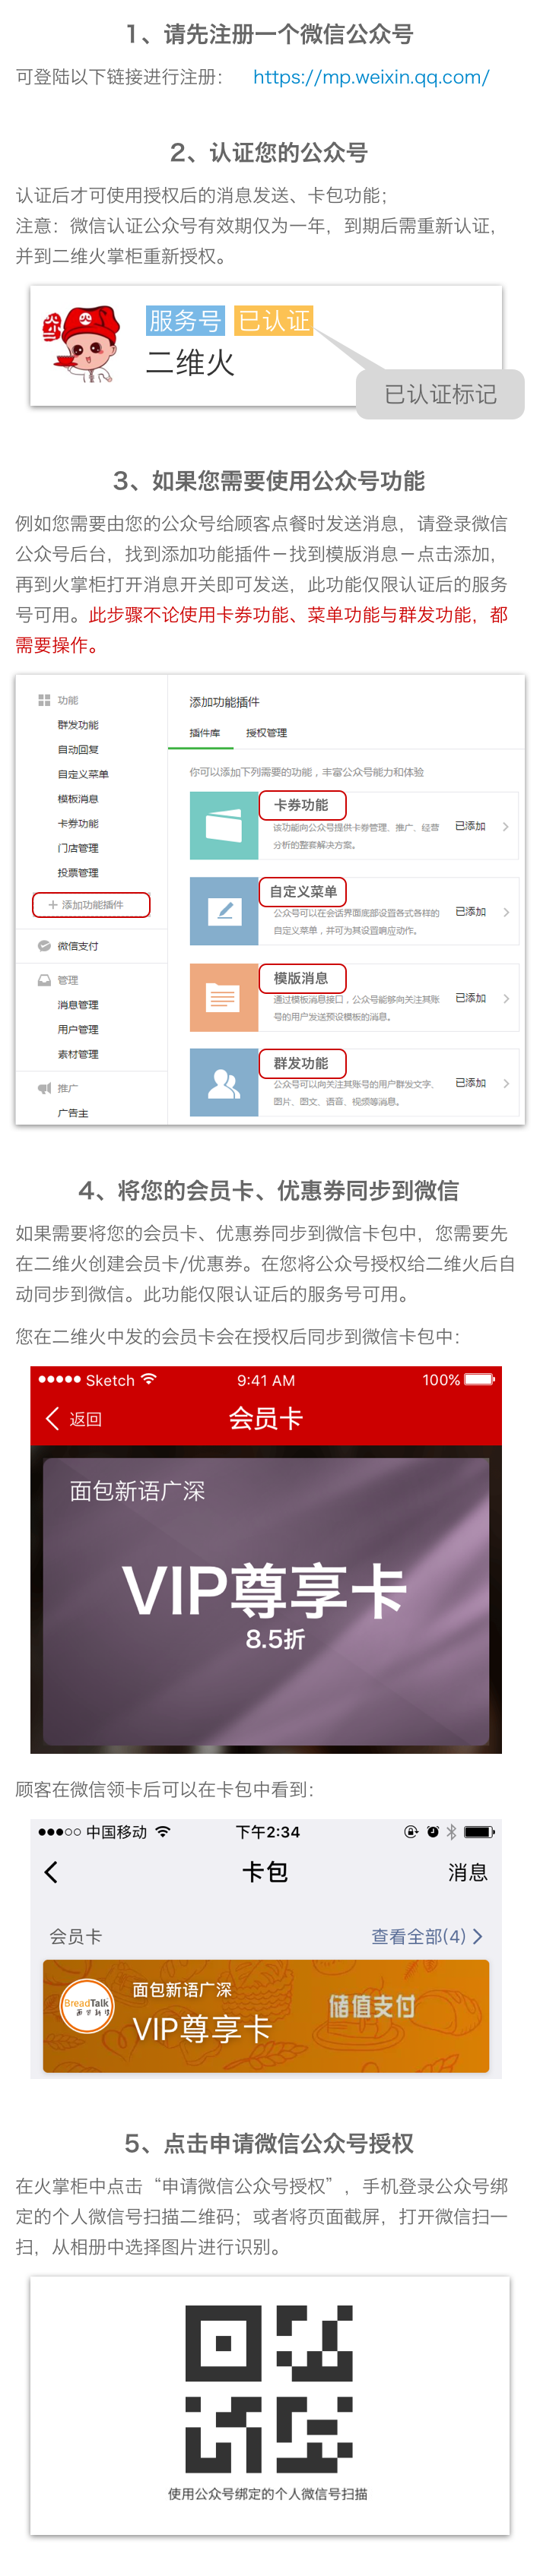 1、请先注册一个微信公众号
可登陆以下链接进行注册： https://mp.weixin.qq.com/
2、认证您的公众号
认证后才可使用授权后的消息发送、卡包功能；
注意：微信认证公众号有效期仅为一年，到期后需重新认证，
并到二维火掌柜重新授权。
服务号 已认证
二维火
已认证标记
3、如果您需要使用公众号功能
例如您需要由您的公众号给顾客点餐时发送消息，请登录微信
公众号后台，找到添加功能插件－找到模版消息－点击添加，
再到火掌柜打开消息开关即可发送，此功能仅限认证后的服务
号可用。此步骤不论使用卡券功能、菜单功能与群发功能，都
需要操作。
功能
群发功能
自动回复
自定义菜单
模板消息
卡券功能
门店管理
投票管理
＋ 添加功能插件
微信支付
管理
消息管理
用户管理
素材管理
推广
广告主
添加功能插件
插件库 授权管理
你可以添加下列需要的功能，丰富公众号能力和体验
卡券功能
该功能向公众号提供卡券管理、推广、经营
分析的整套解决方案。
已添加
自定义菜单
公众号可以在会话界面底部设置各式各样的
自定义菜单，并可为其设置响应动作。
已添加
模版消息
通过模板消息接口，公众号能够向关注其账
号的用户发送预设模板的消息。
已添加
群发功能
公众号可以向关注其账号的用户群发文字、
图片、图文、语音、视频等消息。
已添加
4、将您的会员卡、优惠券同步到微信
如果需要将您的会员卡、优惠券同步到微信卡包中，您需要先
在二维火创建会员卡/优惠券。在您将公众号授权给二维火后自
动同步到微信。此功能仅限认证后的服务号可用。
您在二维火中发的会员卡会在授权后同步到微信卡包中：
Sketch 9:41 AM 100%
返回 会员卡
面包新语广深
VIP尊享卡
8.5折
顾客在微信领卡后可以在卡包中看到：
中国移动 下午2:34
卡包 消息
会员卡 查看全部(4)
BreadTalk
面包新语
面包新语广深
VIP尊享卡
储值支付
5、点击申请微信公众号授权
在火掌柜中点击“申请微信公众号授权”，手机登录公众号绑
定的个人微信号扫描二维码；或者将页面截屏，打开微信扫一
扫，从相册中选择图片进行识别。
使用公众号绑定的个人微信号扫描